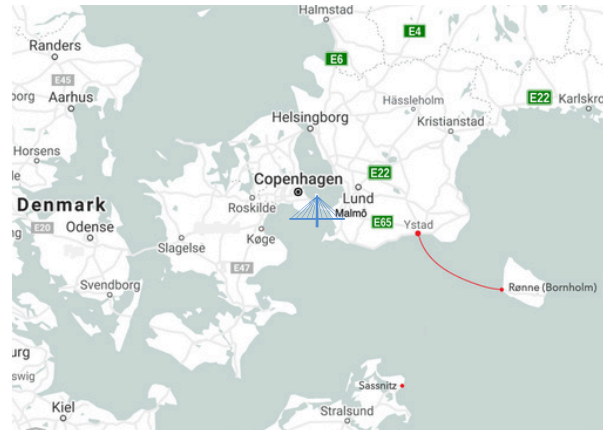 Halmstad
E4
Randers
E6
E45
Aarhus
Hässleholm
E22
Karlskro
borg
Helsingborg
Kristianstad
Horsens
Copenhagen
E22
Lund
Denmark
Roskilde
Malmö
E20
Odense
Køge
E65
Ystad
Slagelse
E47
Svendborg
Rønne (Bornholm)
urg
swig
Sassnitz
Kiel
Stralsund